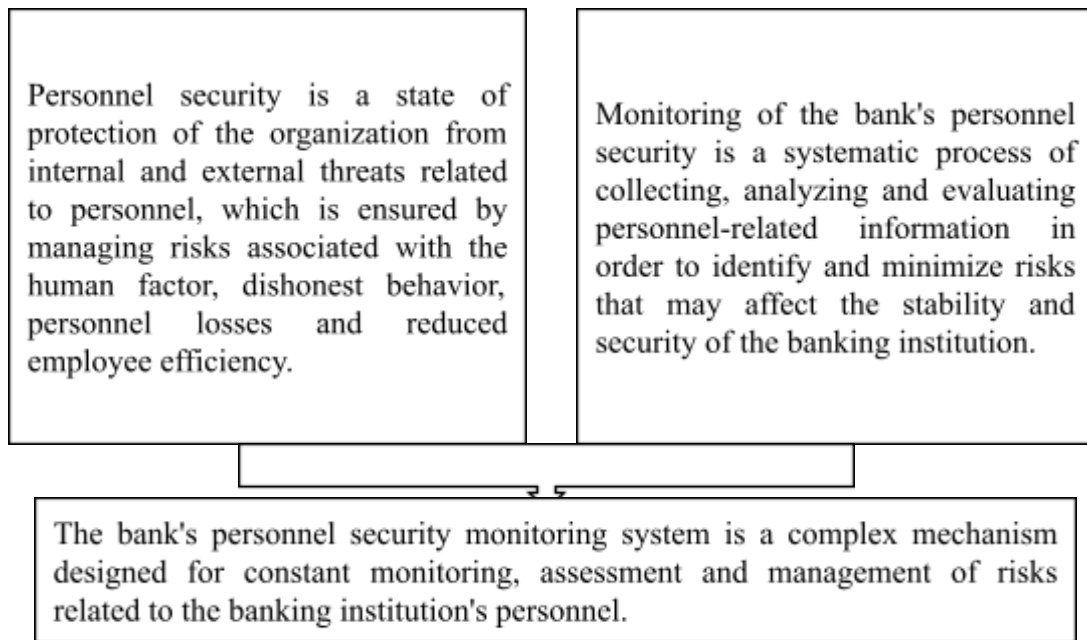 Personnel security is a state of
protection of the organization from
internal and external threats related
to personnel, which is ensured by
managing risks associated with the
human factor, dishonest behavior,
personnel losses and reduced
employee efficiency.
Monitoring of the bank's personnel
security is a systematic process of
collecting, analyzing and evaluating
personnel-related information in
order to identify and minimize risks
that may affect the stability and
security of the banking institution.
The bank's personnel security monitoring system is a complex mechanism
designed for constant monitoring, assessment and management of risks
related to the banking institution's personnel.